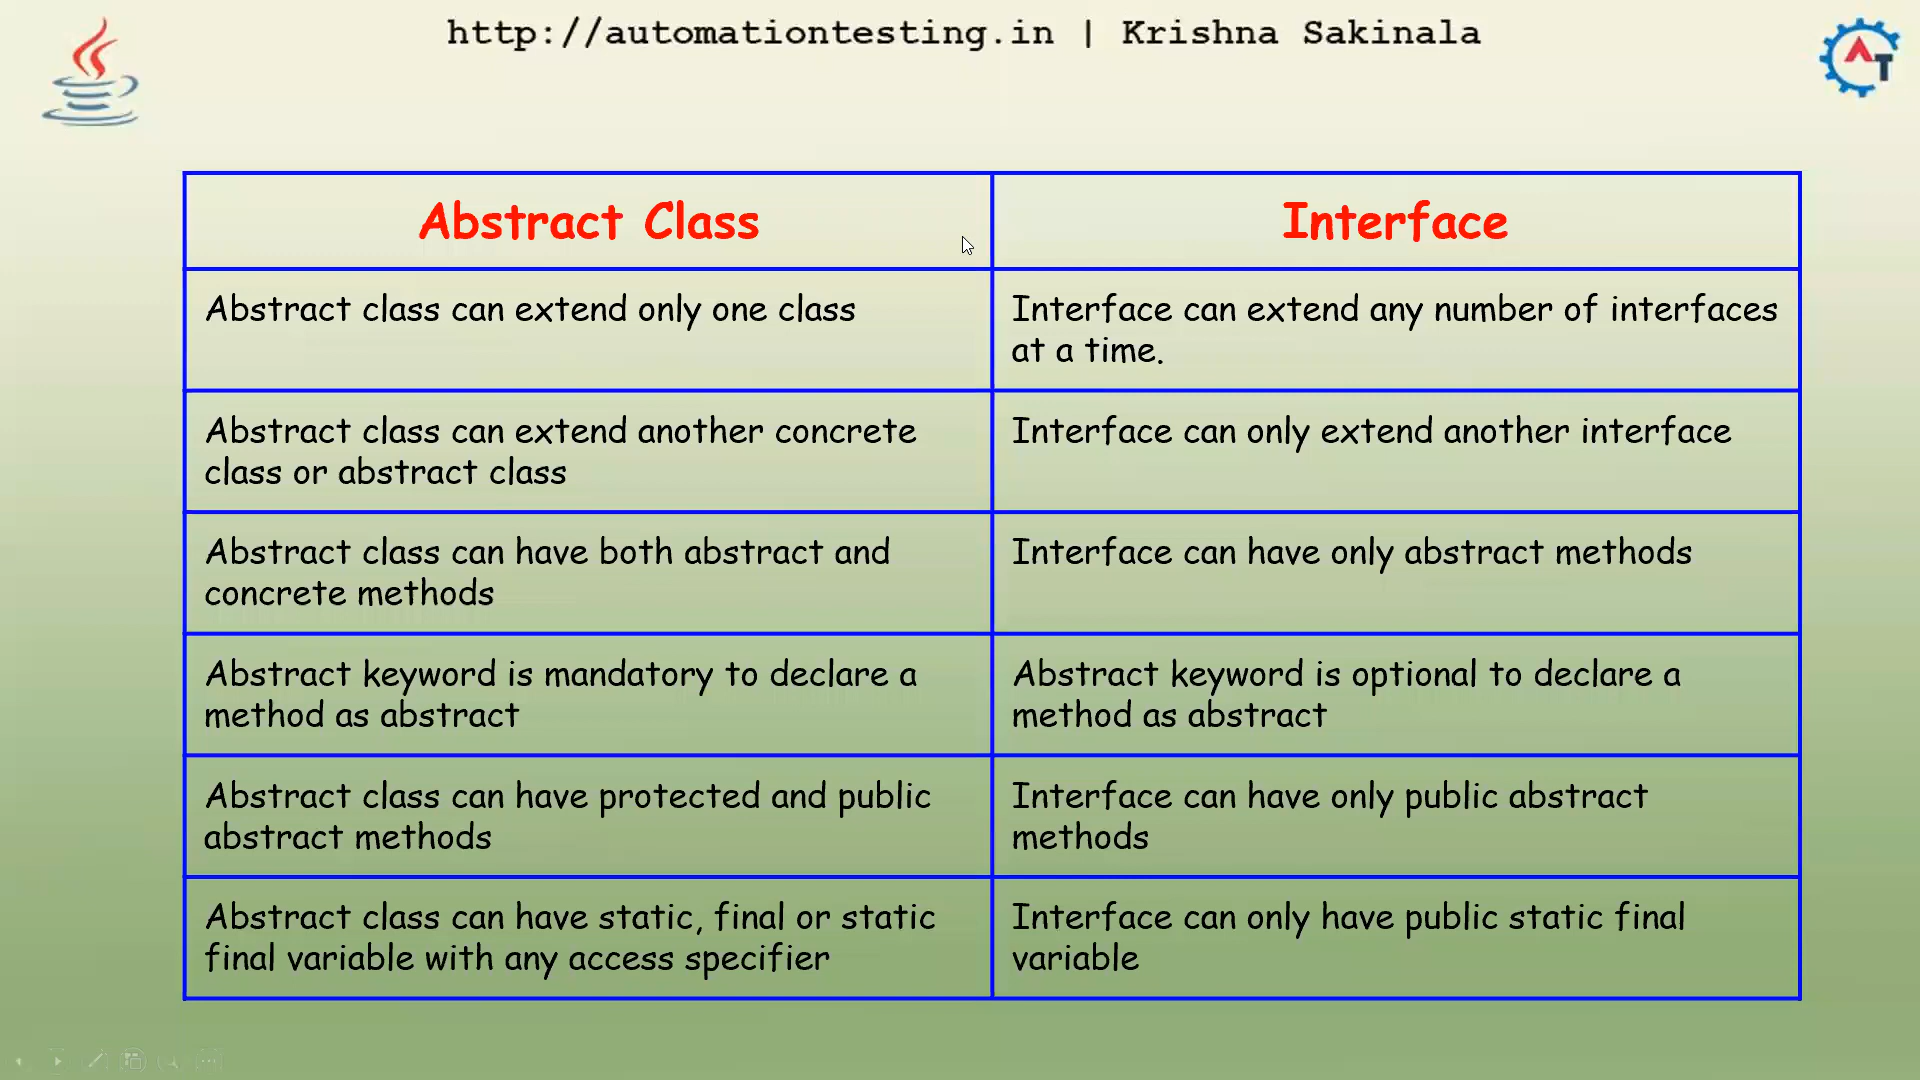 http://automationtesting.in | Krishna Sakinala
AT
Abstract Class
Interface
Abstract class can extend only one class
Interface can extend any number of interfaces
at a time.
Abstract class can extend another concrete
class or abstract class
Interface can only extend another interface
Abstract class can have both abstract and
concrete methods
Interface can have only abstract methods
Abstract keyword is mandatory to declare a
method as abstract
Abstract keyword is optional to declare a
method as abstract
Abstract class can have protected and public
abstract methods
Interface can have only public abstract
methods
Abstract class can have static, final or static
final variable with any access specifier
Interface can only have public static final
variable